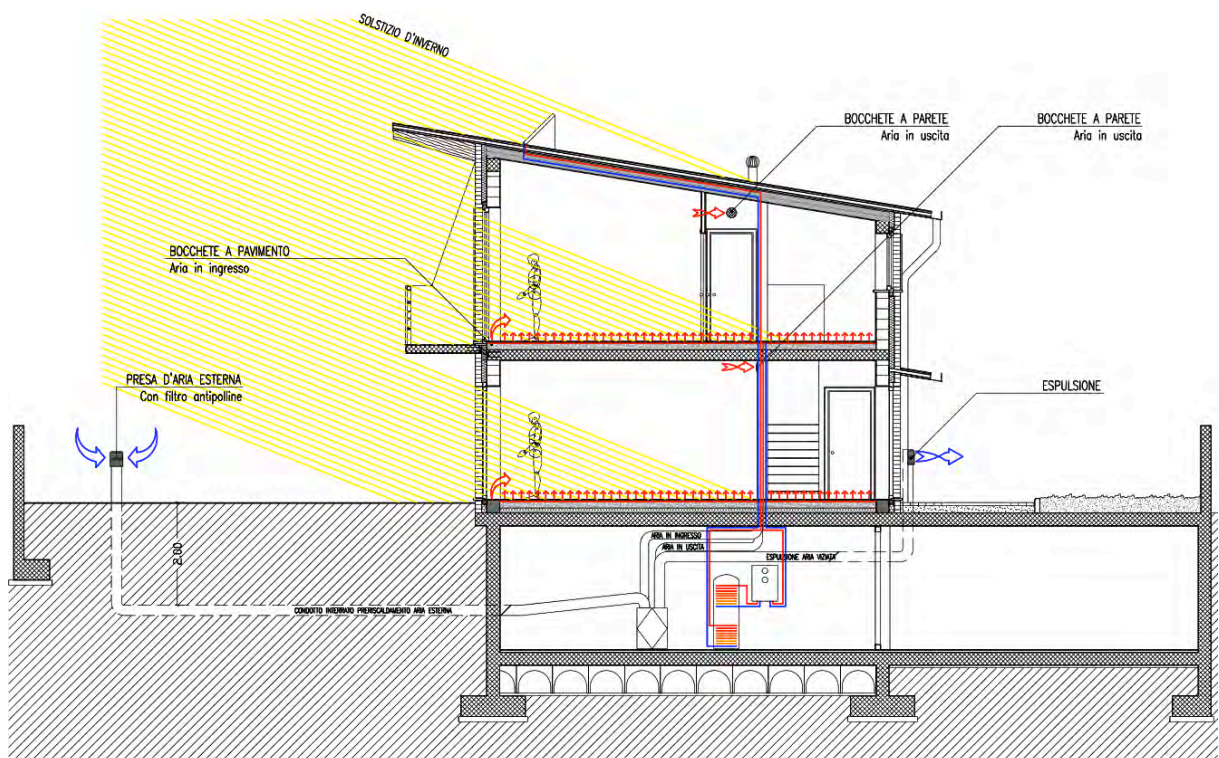 SOLSTIZIO D'INVERNO
BOCCHETE A PARETE
Aria in uscita
BOCCHETE A PARETE
Aria in uscita
BOCCHETE A PAVIMENTO
Aria in ingresso
PRESA D'ARIA ESTERNA
Con filtro antipolline
ESPULSIONE
2.00
ARIA IN INGRESSO
ARIA IN USCITA
ESPULSIONE ARIA VIZIATA
CONDOTTO INTERRATO PRERISCALDAMENTO ARIA ESTERNA